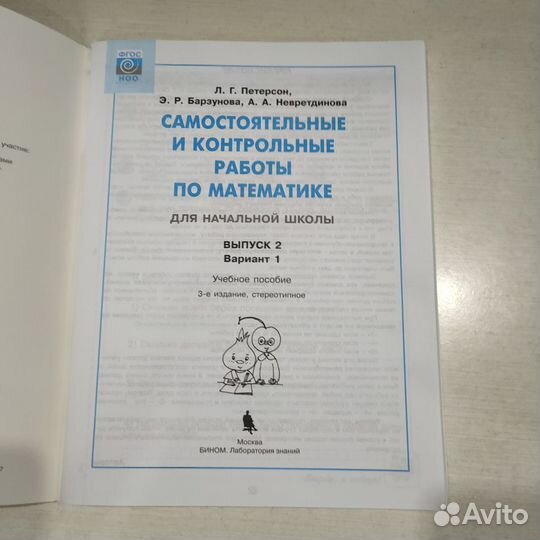 ФГОС
НОО
Л. Г. Петерсон,
Э. Р. Барзунова, А. А. Невретдинова
САМОСТОЯТЕЛЬНЫЕ
И КОНТРОЛЬНЫЕ
РАБОТЫ
ПО МАТЕМАТИКЕ
ДЛЯ НАЧАЛЬНОЙ ШКОЛЫ
ВЫПУСК 2
Вариант 1
Учебное пособие
3-е издание, стереотипное
Москва
БИНОМ. Лаборатория знаний
участие:
Avito